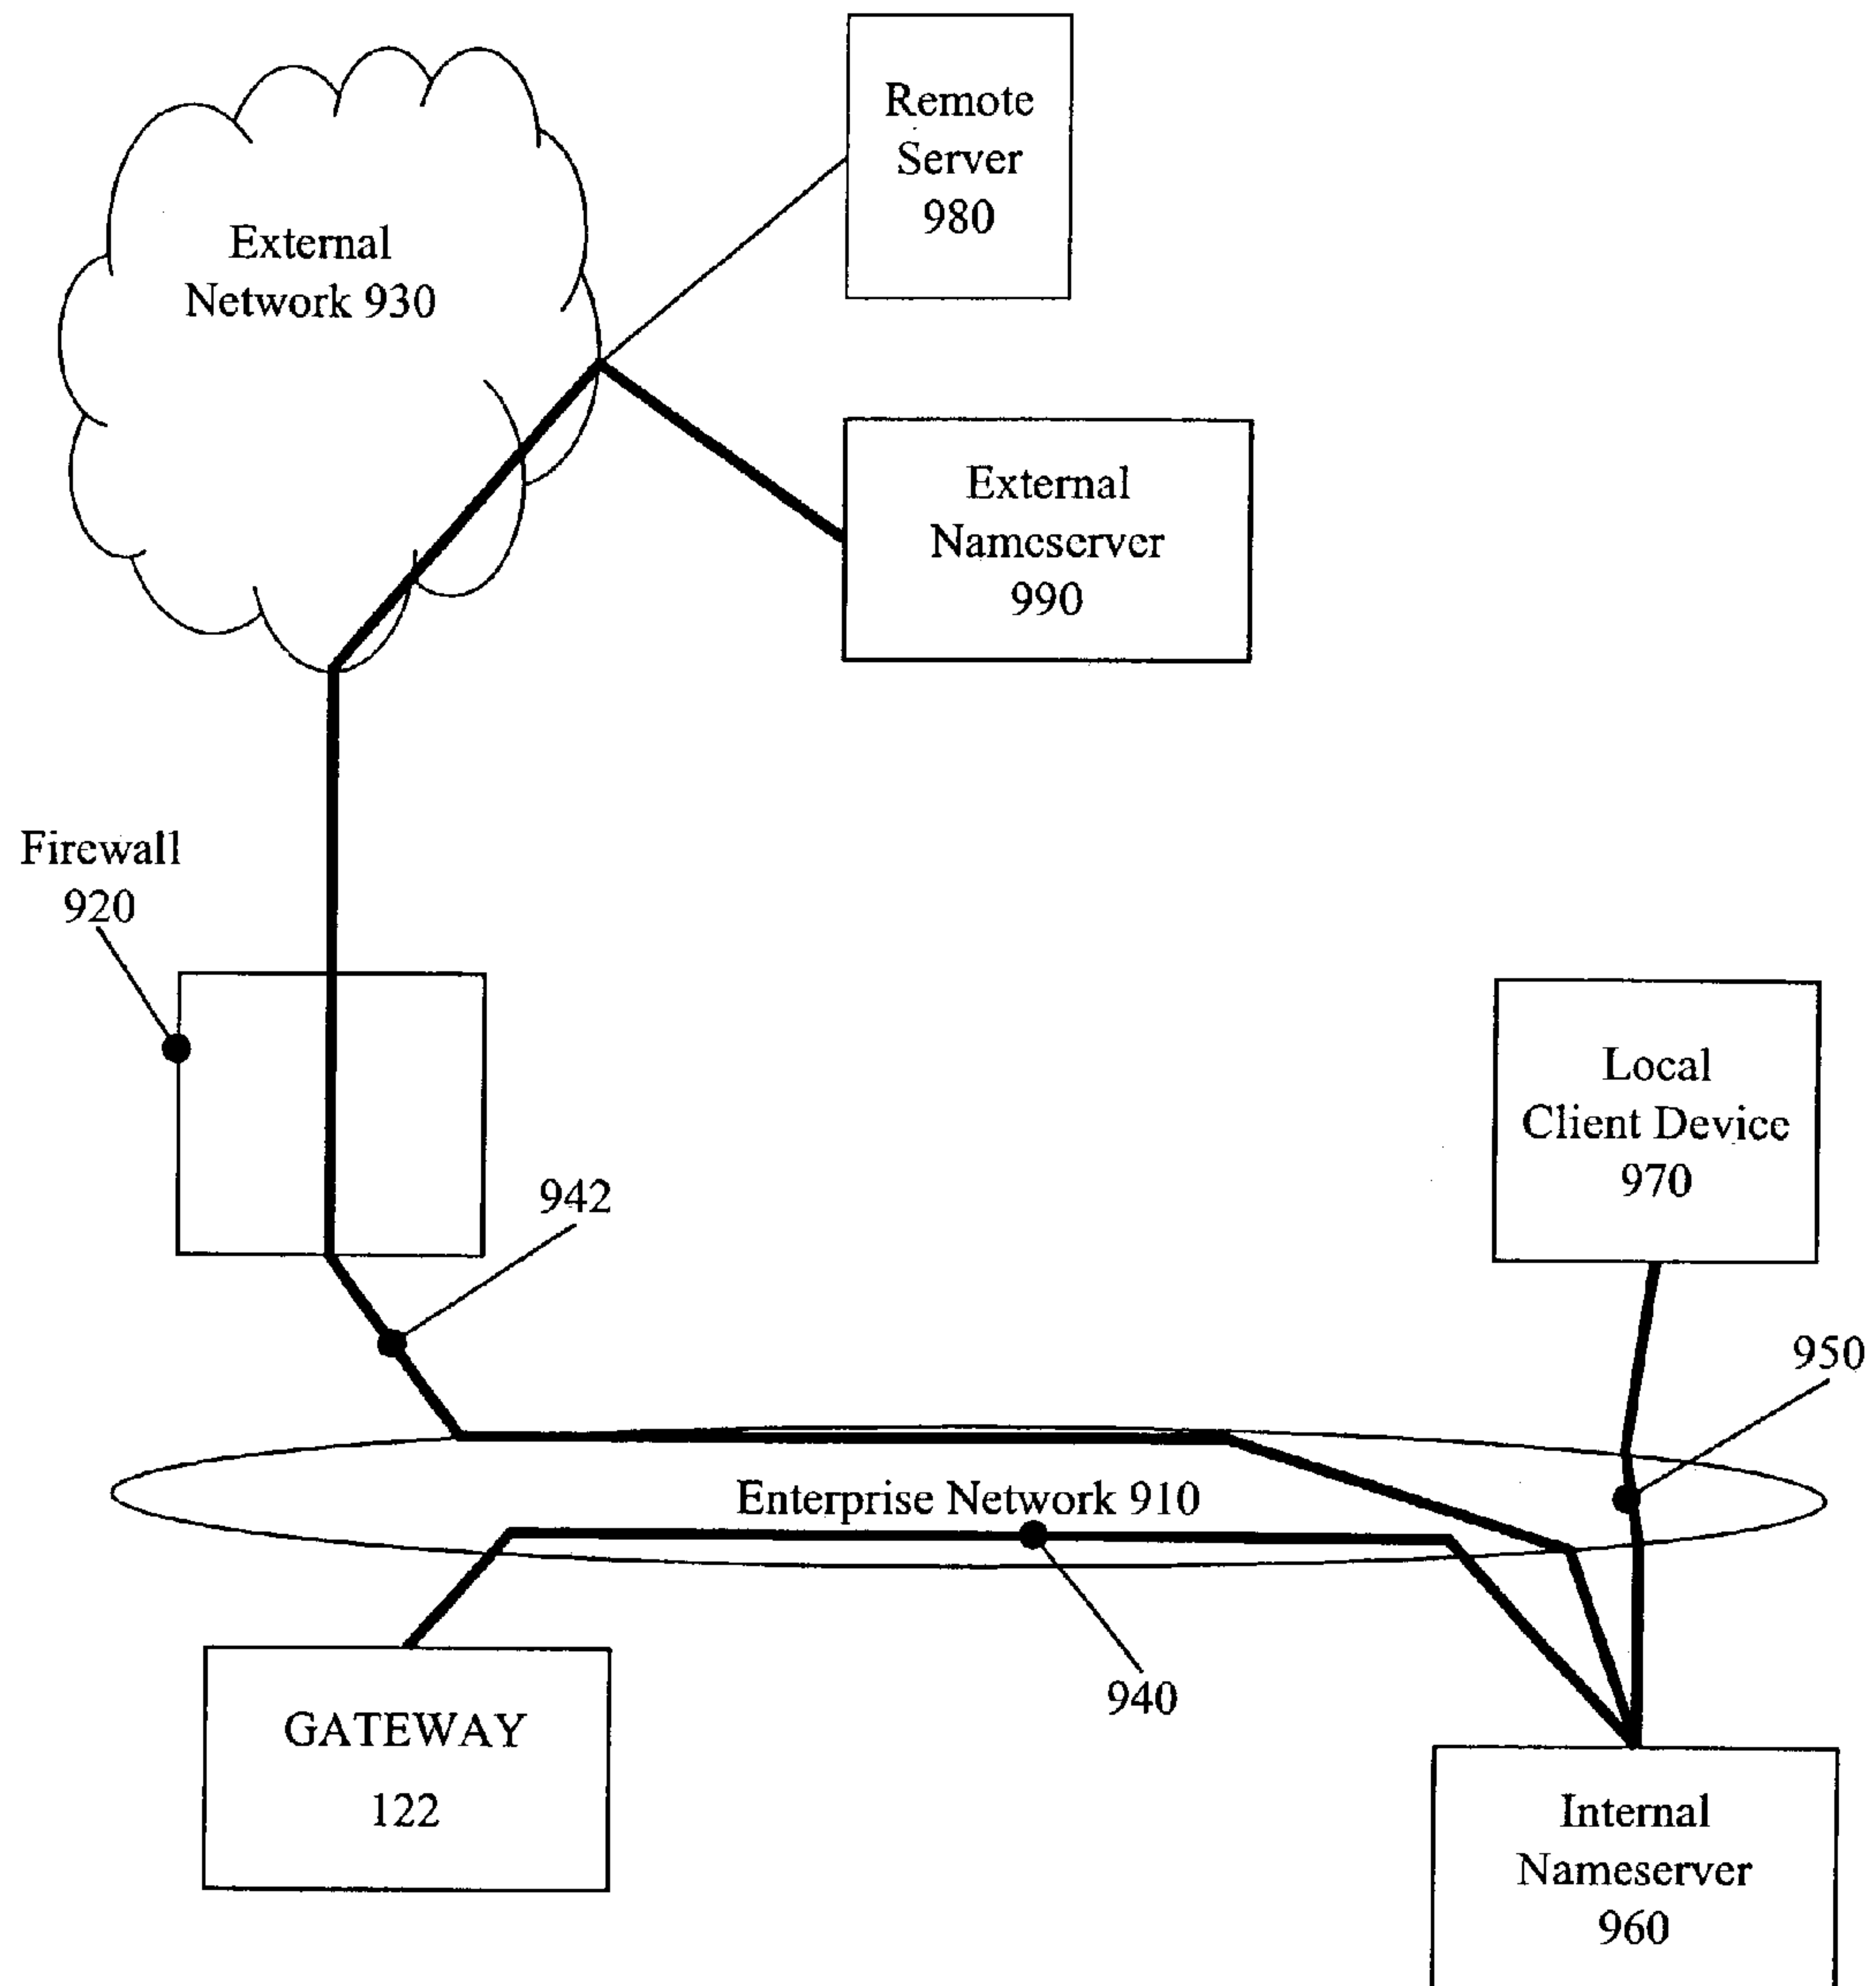 Remote
Server
980
External
Network 930
External
Nameserver
990
Firewall
920
942
Local
Client Device
970
950
Enterprise Network 910
940
GATEWAY
122
Internal
Nameserver
960